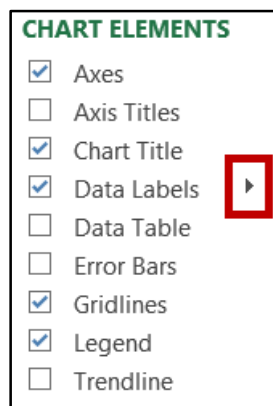 CHART ELEMENTS
Axes
Axis Titles
Chart Title
Data Labels
Data Table
Error Bars
Gridlines
Legend
Trendline